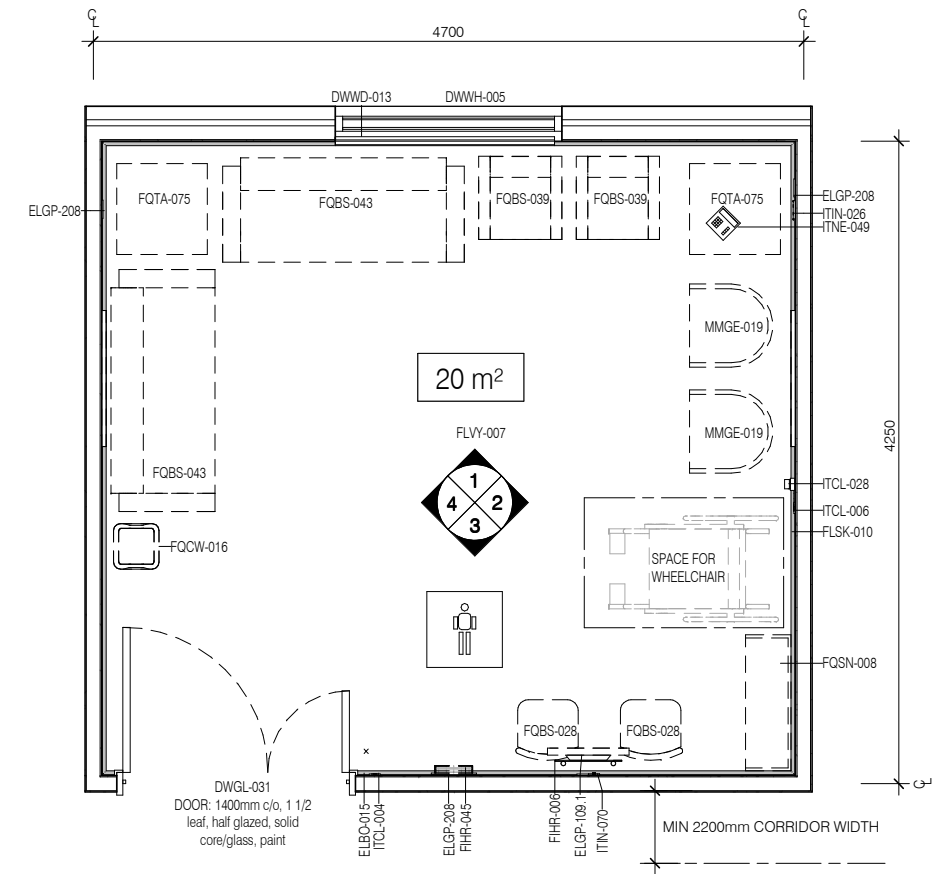 C L
C L
4700
DWWD-013
DWWH-005
FQTA-075
FQBS-043
FQBS-039
FQBS-039
FQTA-075
ELGP-208
ELGP-208
ITIN-026
ITNE-049
MMGE-019
20 m²
MMGE-019
4250
FLVY-007
1
4
2
3
FQBS-043
ITCL-028
ITCL-006
FLSK-010
FQCW-016
SPACE FOR
WHEELCHAIR
FQSN-008
FQBS-028
FQBS-028
DWGL-031
DOOR: 1400mm c/o, 1 1/2
leaf, half glazed, solid
core/glass, paint
ELBO-015
ITCL-004
ELGP-208
FIHR-045
FIHR-006
ELGP-109.1
ITIN-070
C L
MIN 2200mm CORRIDOR WIDTH